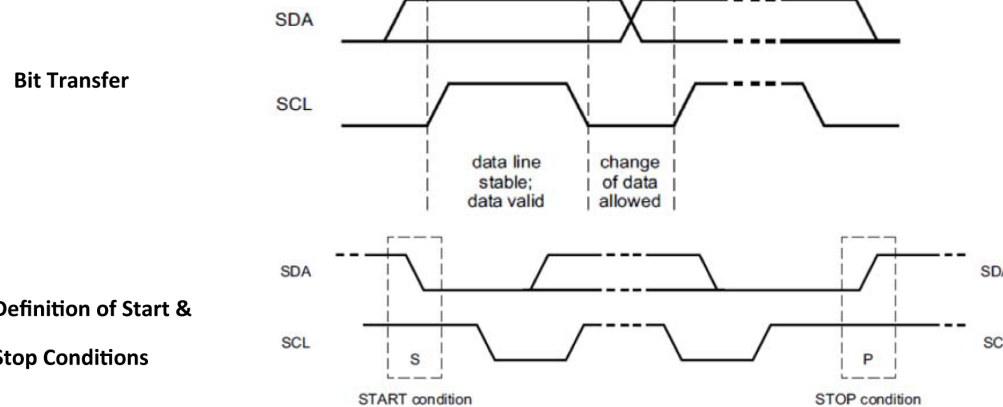 SDA
Bit Transfer
SCL
data line
stable;
data valid
change
of data
allowed
SDA
SDA
Definition of Start &
Stop Conditions
SCL
SC
S
P
START condition
STOP condition